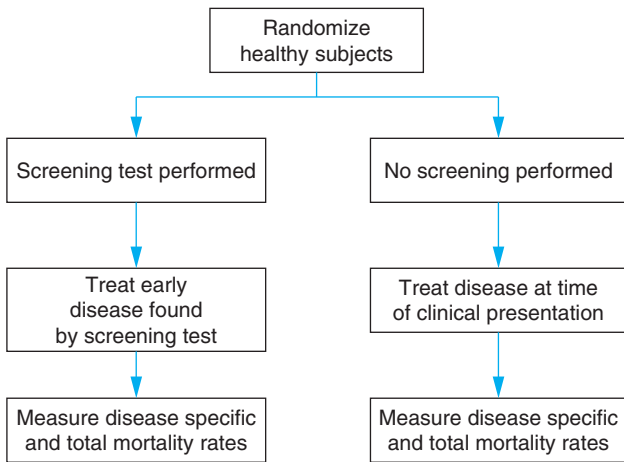 Randomize
healthy subjects
Screening test performed
No screening performed
Treat early
disease found
by screening test
Treat disease at time
of clinical presentation
Measure disease specific
and total mortality rates
Measure disease specific
and total mortality rates